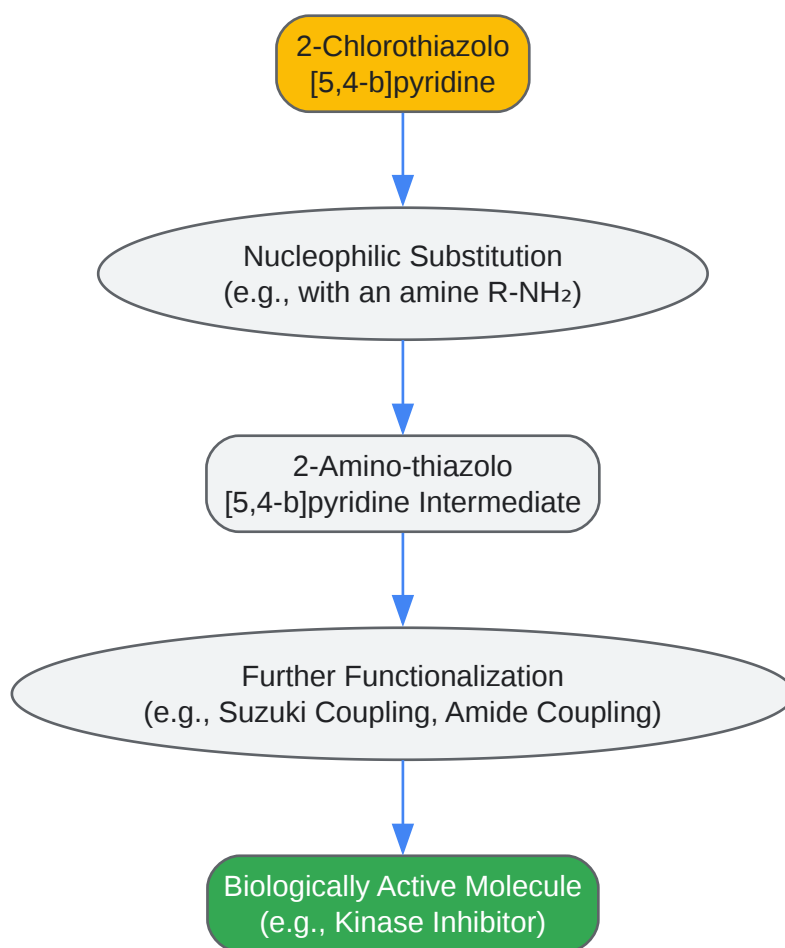 2-Chlorothiazolo
[5,4-b]pyridine
Nucleophilic Substitution
(e.g., with an amine R-NH₂)
2-Amino-thiazolo
[5,4-b]pyridine Intermediate
Further Functionalization
(e.g., Suzuki Coupling, Amide Coupling)
Biologically Active Molecule
(e.g., Kinase Inhibitor)